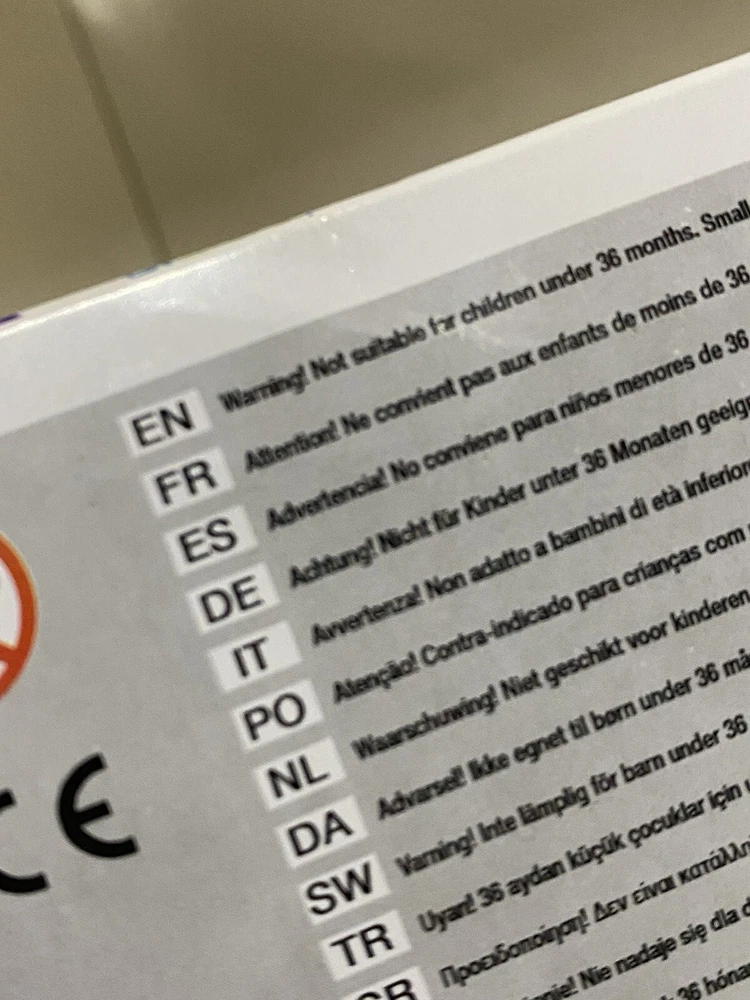 EN Warning! Not suitable for children under 36 months. Small
FR Attention! Ne convient pas aux enfants de moins de 36
ES Advertencia! No conviene para niños menores de 36
DE Achtung! Nicht für Kinder unter 36 Monaten
IT Avvertenza! Non adatto a bambini di età
PO Atenção! Contra-indicado para crianças com
NL Waarschuwing! Niet geschikt voor kinderen
DA Advarsel! Ikke egnet til børn under 36
SW Varning! Inte lämplig för barn under 36
TR Uyarı! 36 aydan küçük çocuklar için
GR Προειδοποίηση! Δεν είναι
Nie nadaje się dla
36
CE